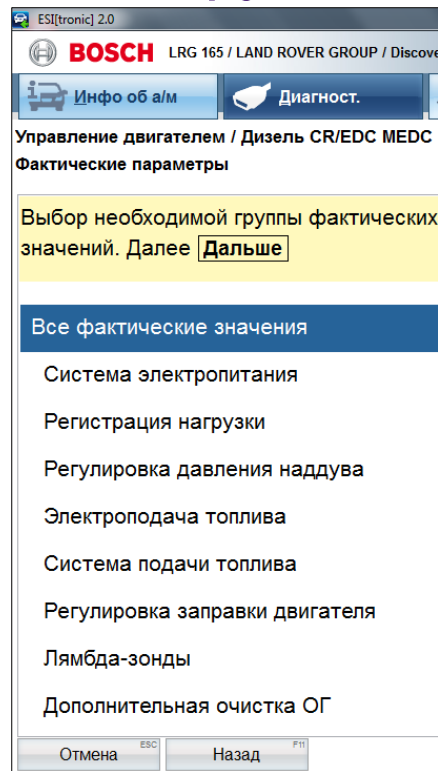 ESI[tronic] 2.0
BOSCH LRG 165 / LAND ROVER GROUP / Discove
Инфо об а/м Диагност.
Управление двигателем / Дизель CR/EDC MEDC
Фактические параметры
Выбор необходимой группы фактических
значений. Далее Дальше
Все фактические значения
Система электропитания
Регистрация нагрузки
Регулировка давления наддува
Электроподача топлива
Система подачи топлива
Регулировка заправки двигателя
Лямбда-зонды
Дополнительная очистка ОГ
Отмена ESC Назад F11